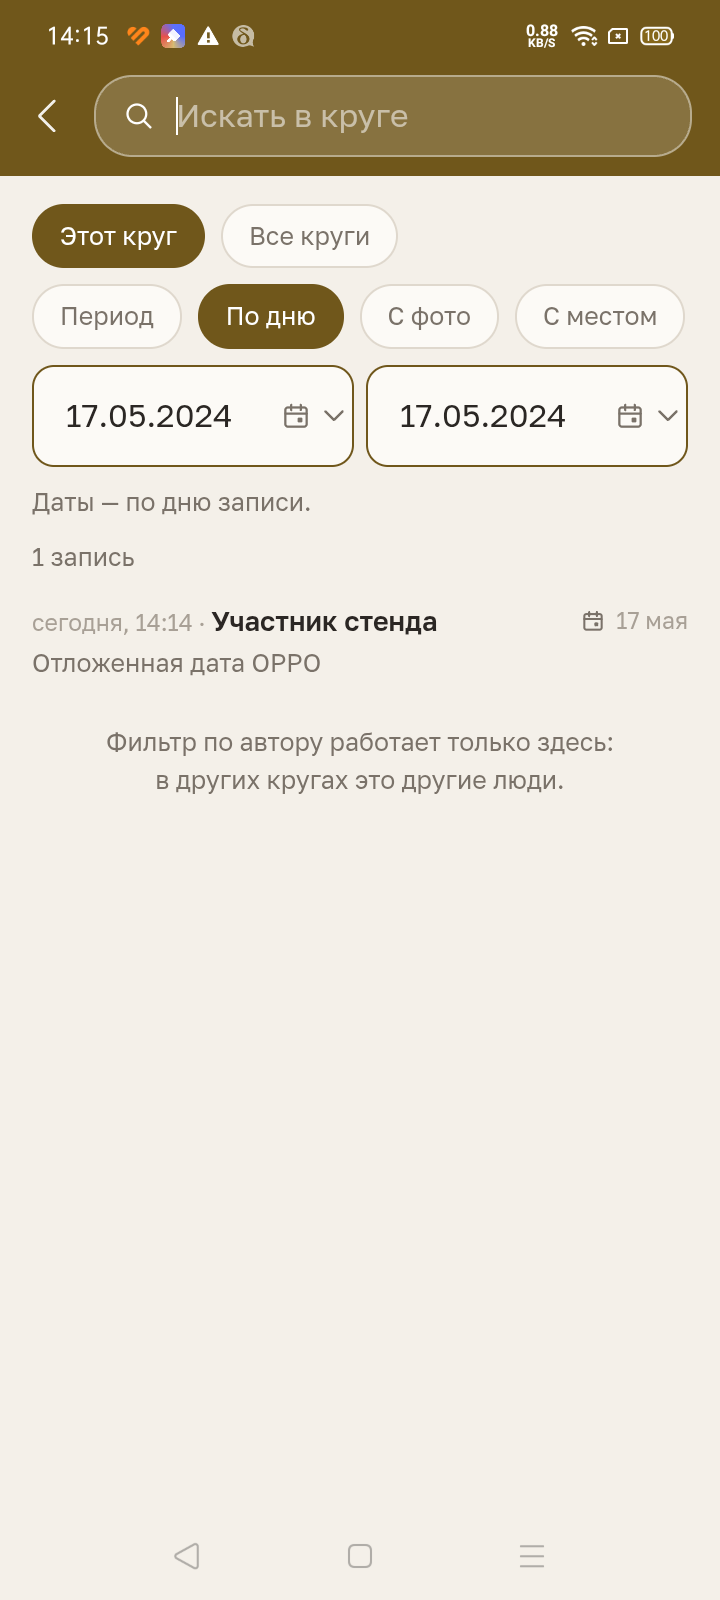 14:15
0.88
KB/S
100
Искать в круге
Этот круг
Все круги
Период
По дню
С фото
С местом
17.05.2024
17.05.2024
Даты — по дню записи.
1 запись
сегодня, 14:14 · Участник стенда
17 мая
Отложенная дата OPPO
Фильтр по автору работает только здесь:
в других кругах это другие люди.